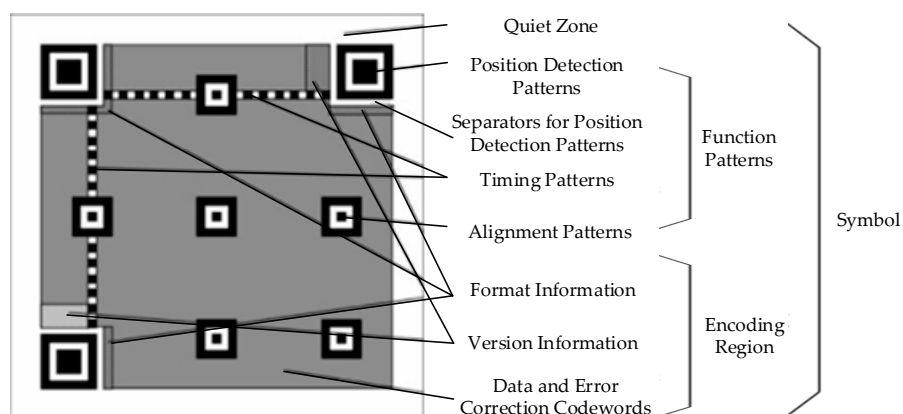 Quiet Zone
Position Detection
Patterns
Separators for Position
Detection Patterns
Timing Patterns
Alignment Patterns
Format Information
Version Information
Data and Error
Correction Codewords
Function
Patterns
Encoding
Region
Symbol